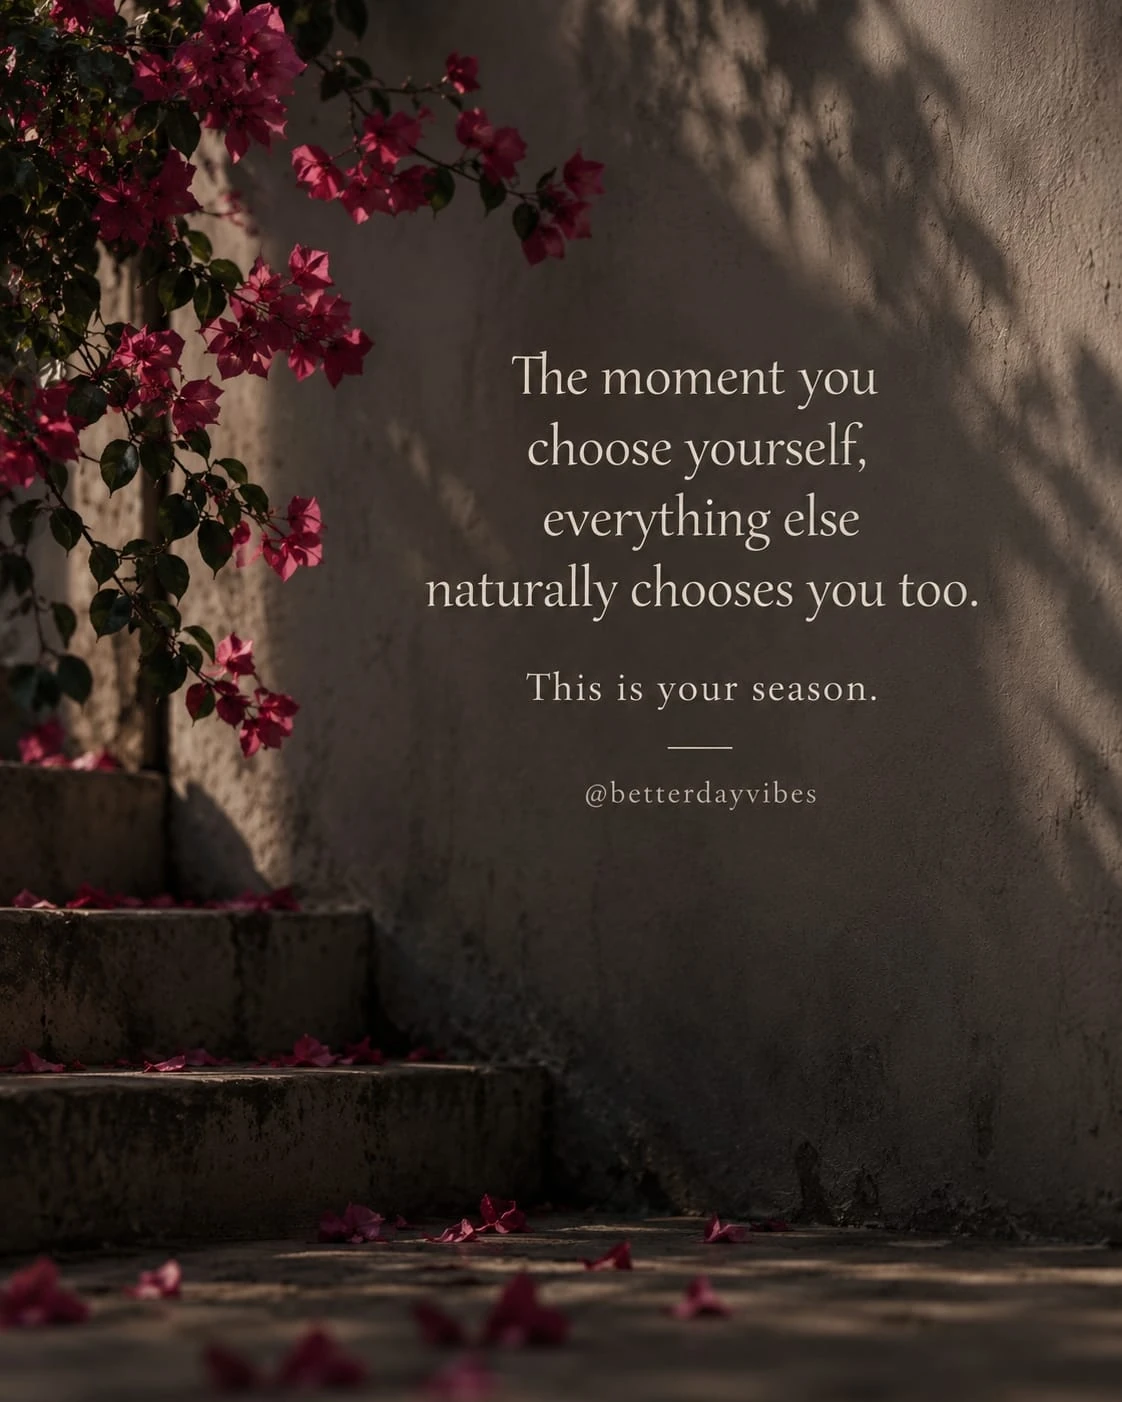 The moment you
choose yourself,
everything else
naturally chooses you too.
This is your season.
@betterdayvibes